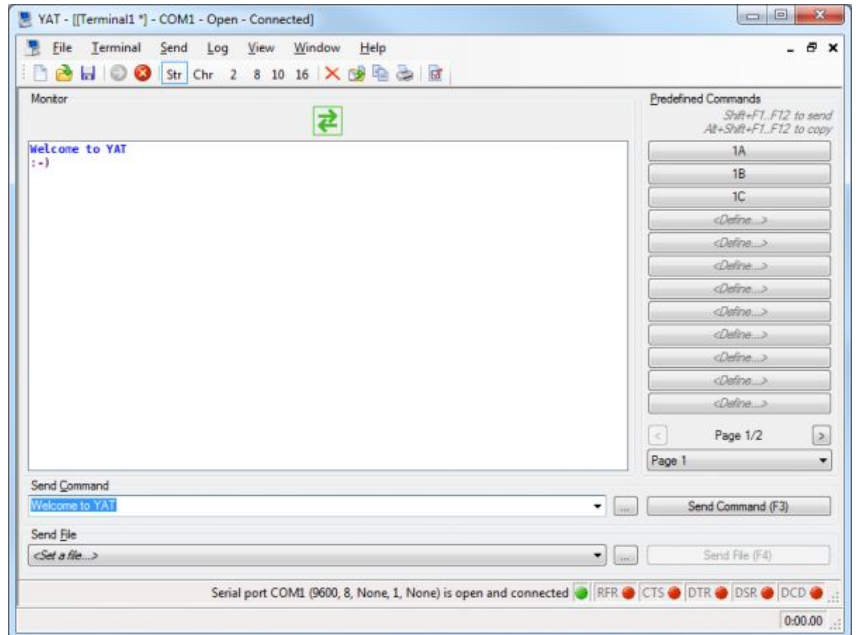 YAT - [[Terminal1 *] - COM1 - Open - Connected]
File Terminal Send Log View Window Help
Str Chr 2 8 10 16
Monitor
Welcome to YAT
:-)
Predefined Commands
Shift+F1..F12 to send
Alt+Shift+F1..F12 to copy
1A
1B
1C
<Define...>
<Define...>
<Define...>
<Define...>
<Define...>
<Define...>
<Define...>
<Define...>
<Define...>
< Page 1/2 >
Page 1
Send Command
Welcome to YAT
...
Send Command (F3)
Send File
<Set a file...>
...
Send File (F4)
Serial port COM1 (9600, 8, None, 1, None) is open and connected RFR CTS DTR DSR DCD
0:00.00